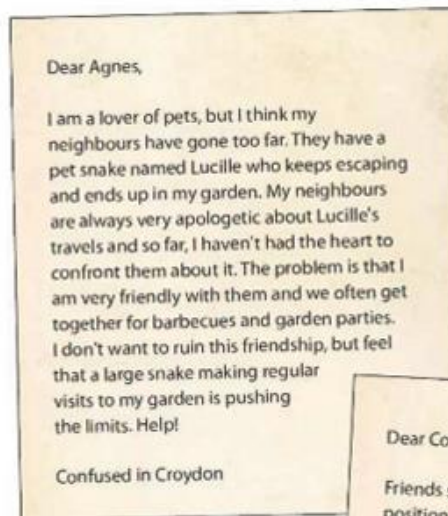 Dear Agnes,
I am a lover of pets, but I think my
neighbours have gone too far. They have a
pet snake named Lucille who keeps escaping
and ends up in my garden. My neighbours
are always very apologetic about Lucille's
travels and so far, I haven't had the heart to
confront them about it. The problem is that I
am very friendly with them and we often get
together for barbecues and garden parties.
I don't want to ruin this friendship, but feel
that a large snake making regular
visits to my garden is pushing
the limits. Help!
Confused in Croydon
Dear Co
Friends
position